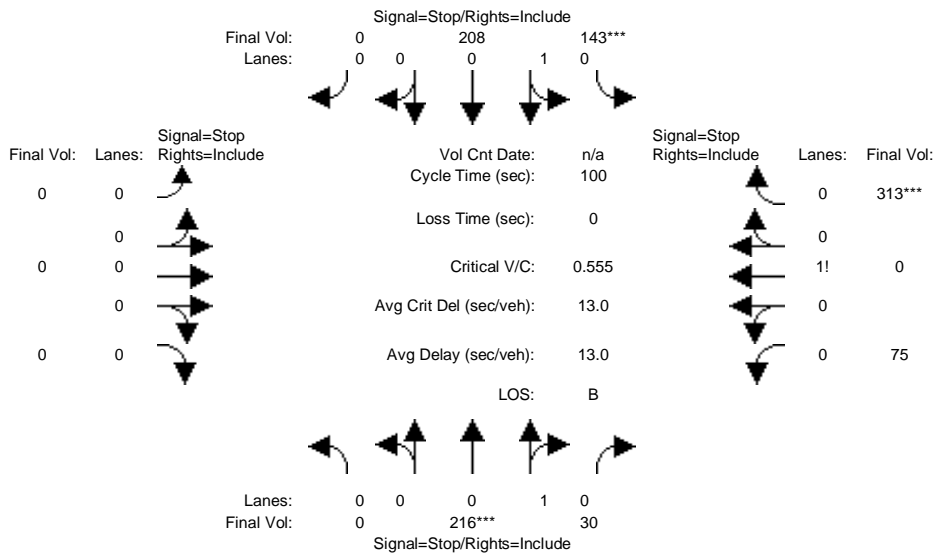 Signal=Stop/Rights=Include
Final Vol: 0 208 143***
Lanes: 0 0 0 1 0
Signal=Stop
Final Vol: Lanes: Rights=Include
Vol Cnt Date: n/a
Signal=Stop
Rights=Include Lanes: Final Vol:
Cycle Time (sec): 100
0 0
0 313***
Loss Time (sec): 0
0
0
0 0
Critical V/C: 0.555
1! 0
0
Avg Crit Del (sec/veh): 13.0
0
0 0
Avg Delay (sec/veh): 13.0
0 75
LOS: B
Lanes: 0 0 0 1 0
Final Vol: 0 216*** 30
Signal=Stop/Rights=Include